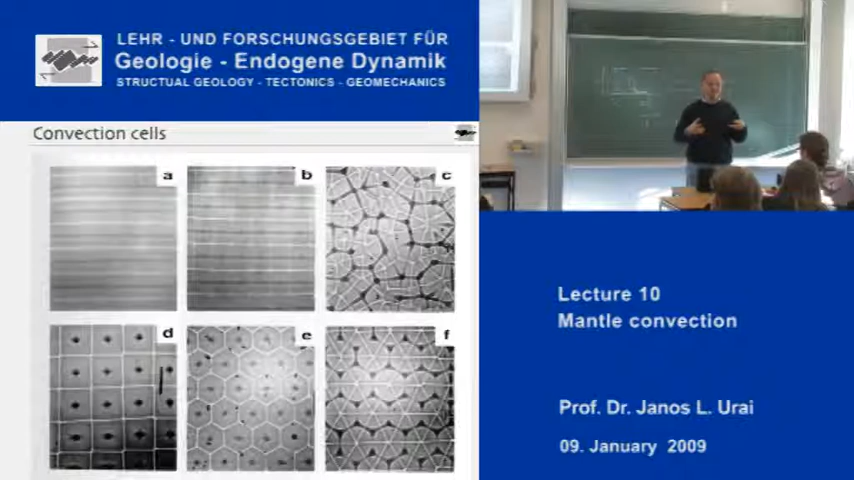 LEHR - UND FORSCHUNGSGEBIET FÜR
Geologie - Endogene Dynamik
STRUCTUAL GEOLOGY - TECTONICS - GEOMECHANICS
Convection cells
a
b
c
d
e
f
Lecture 10
Mantle convection
Prof. Dr. Janos L. Urai
09. January 2009